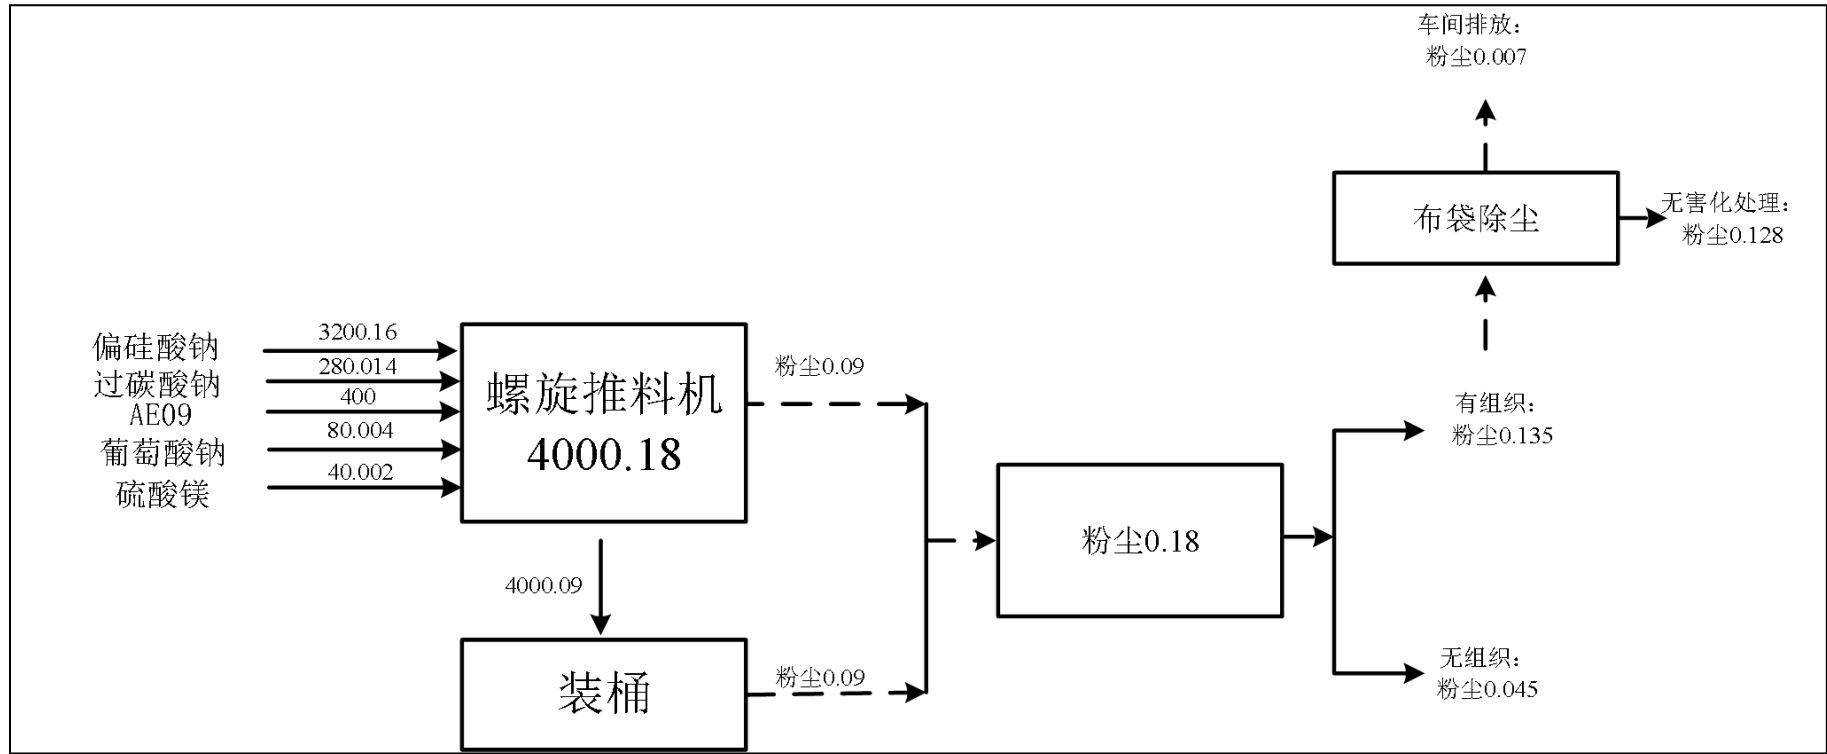 车间排放：
粉尘0.007
布袋除尘
无害化处理：
粉尘0.128
偏硅酸钠
3200.16
过碳酸钠
280.014
AEO9
400
葡萄酸钠
80.004
硫酸镁
40.002
螺旋推料机
4000.18
粉尘0.09
4000.09
装桶
粉尘0.09
粉尘0.18
有组织：
粉尘0.135
无组织：
粉尘0.045